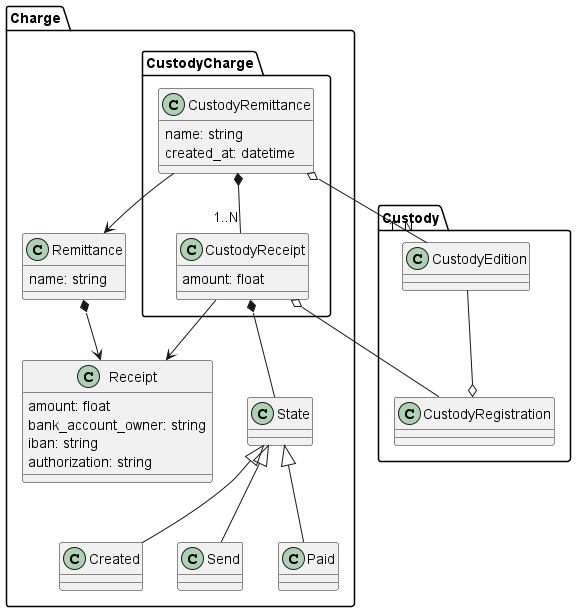 Charge
CustodyCharge
C CustodyRemittance
name: string
created_at: datetime
1..N
Custody
C Remittance
name: string
C CustodyReceipt
amount: float
C CustodyEdition
C Receipt
amount: float
bank_account_owner: string
iban: string
authorization: string
C State
C CustodyRegistration
C Created
C Send
C Paid